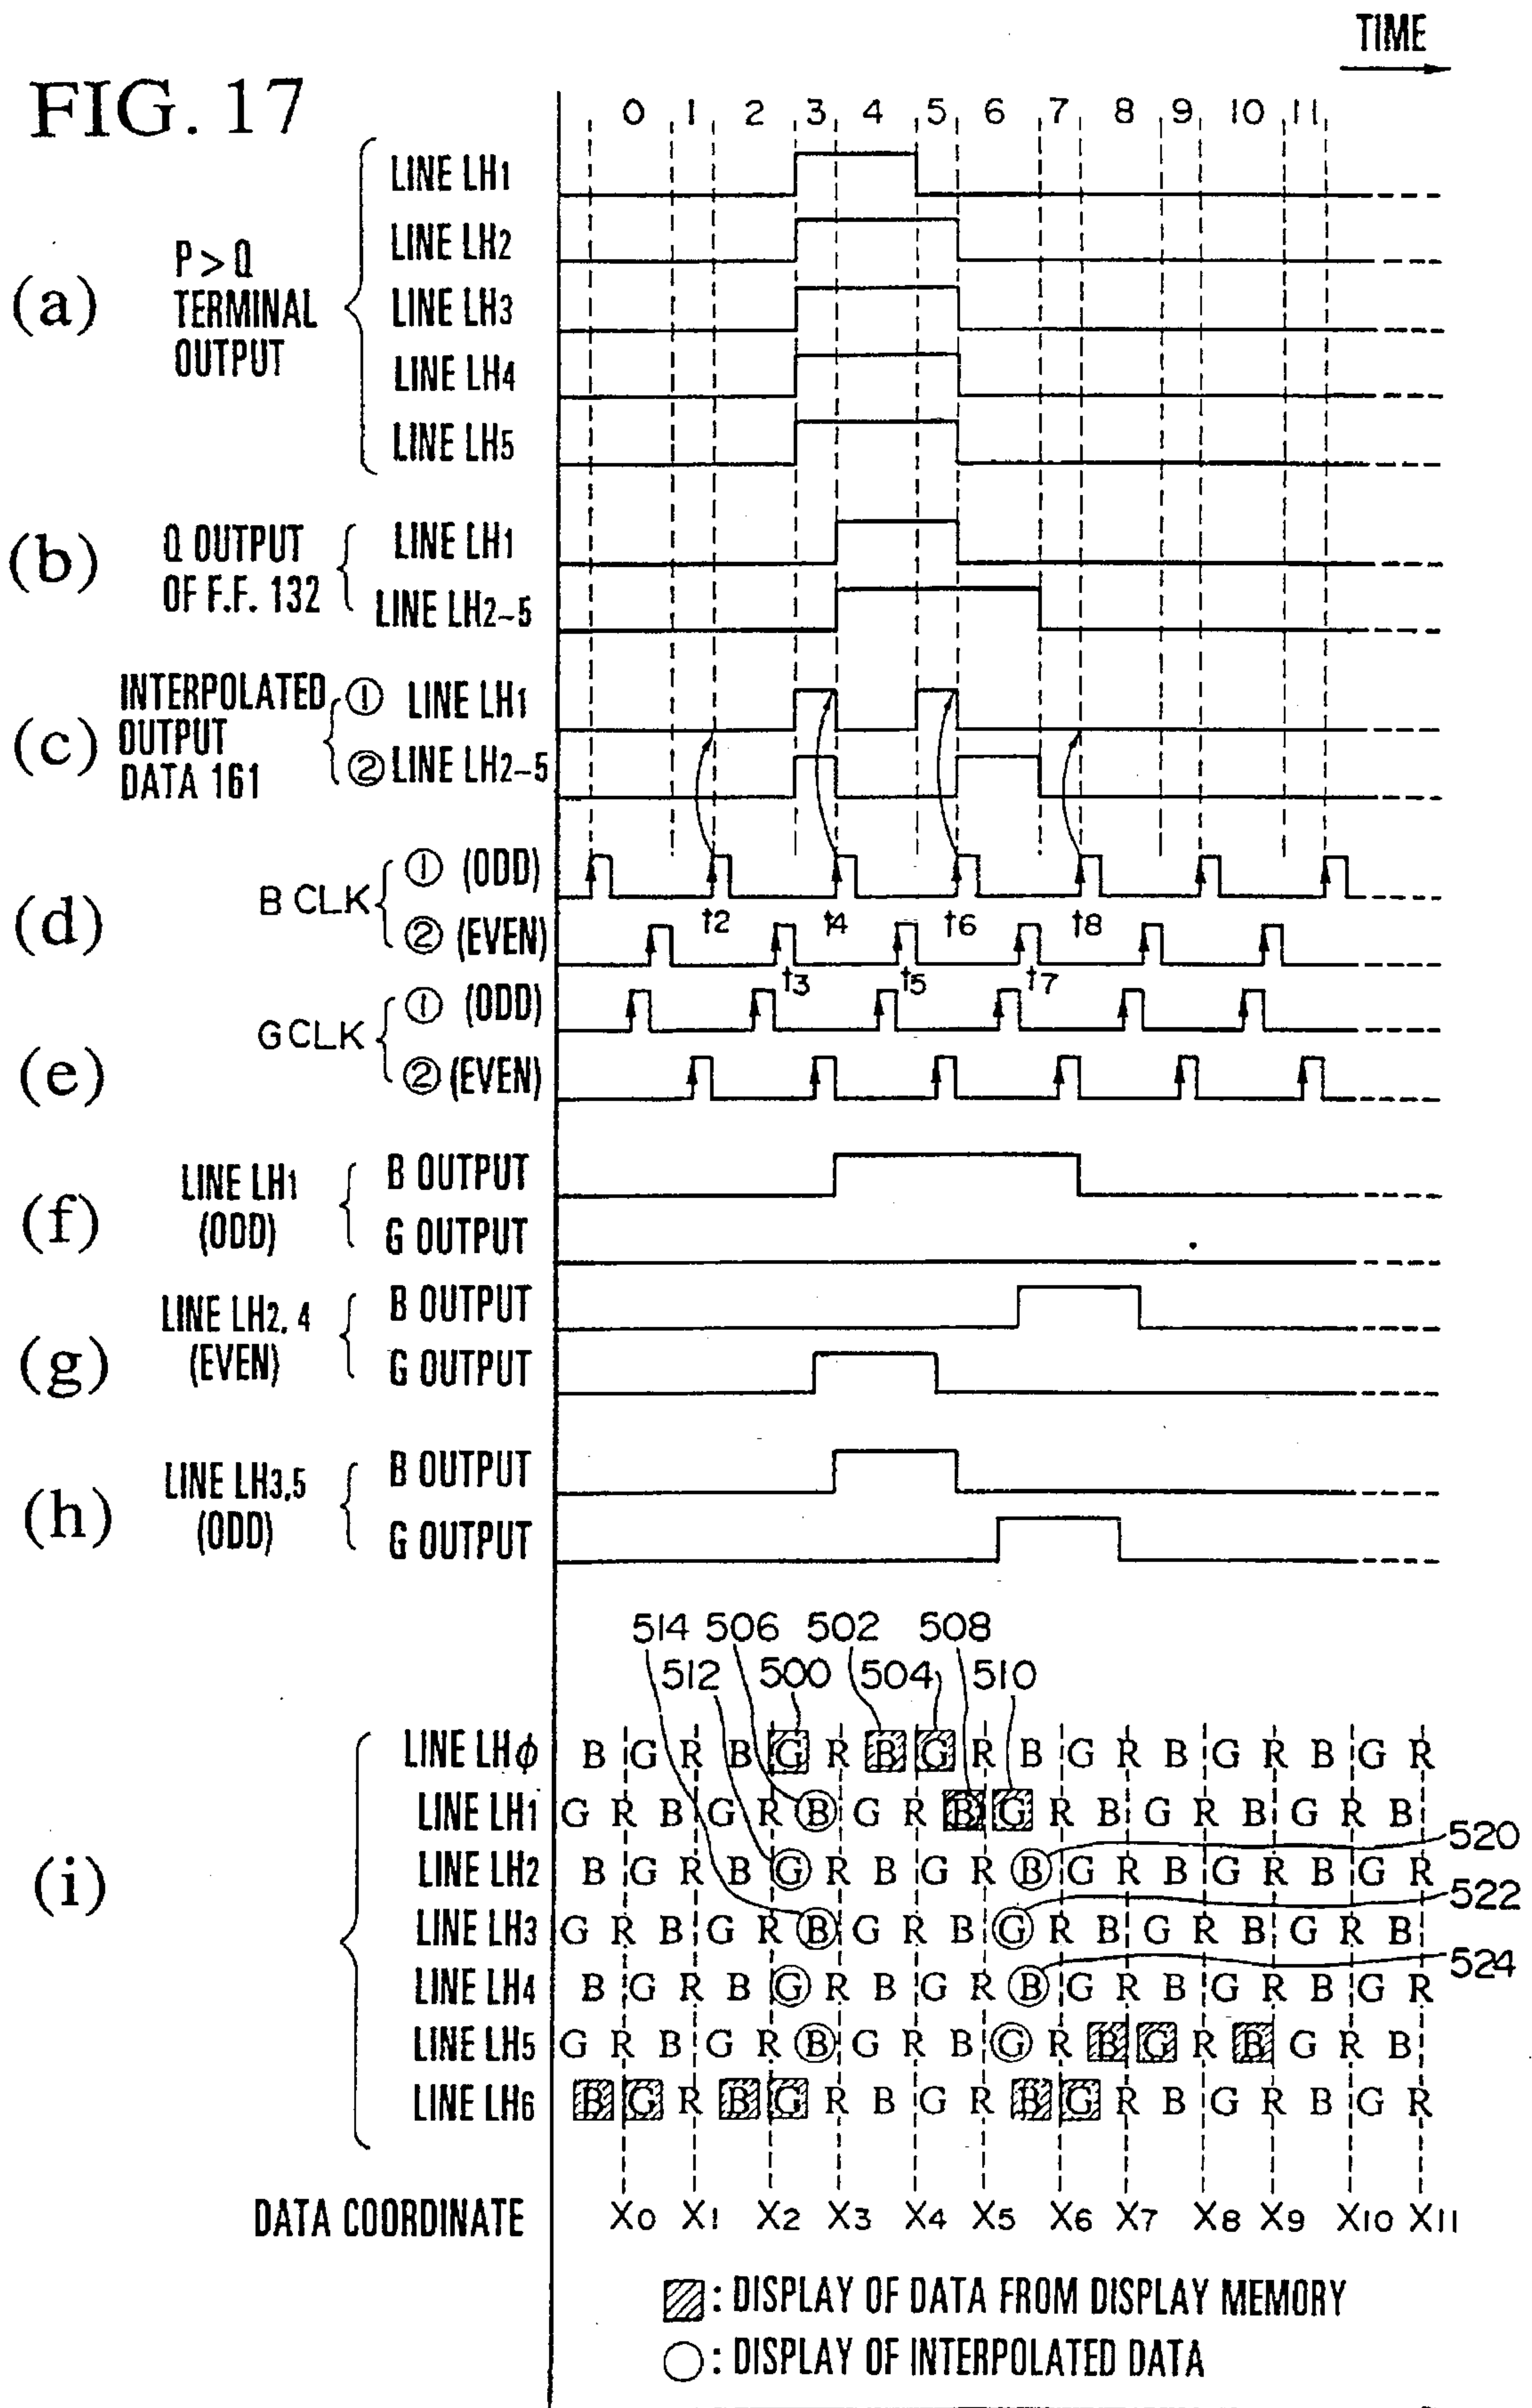 TIME
FIG. 17
0 1 2 3 4 5 6 7 8 9 10 11
(a) P>Q TERMINAL OUTPUT
LINE LH1
LINE LH2
LINE LH3
LINE LH4
LINE LH5
(b) Q OUTPUT OF F.F. 132
LINE LH1
LINE LH2~5
(c) INTERPOLATED OUTPUT DATA 161
① LINE LH1
② LINE LH2~5
(d) B CLK
① (ODD)
t2 t4 t6 t8
② (EVEN)
t3 t5 t7
(e) G CLK
① (ODD)
② (EVEN)
(f) LINE LH1 (ODD)
B OUTPUT
G OUTPUT
(g) LINE LH2, 4 (EVEN)
B OUTPUT
G OUTPUT
(h) LINE LH3,5 (ODD)
B OUTPUT
G OUTPUT
514 506 502 508
512 500 504 510
(i)
LINE LHϕ B G R B G R B G R B G R B G R B G R
LINE LH1 G R B G R B G R B G R B G R B G R B
520
LINE LH2 B G R B G R B G R B G R B G R B G R
522
LINE LH3 G R B G R B G R B G R B G R B G R B
524
LINE LH4 B G R B G R B G R B G R B G R B G R
LINE LH5 G R B G R B G R B G R B G R B G R B
LINE LH6 B G R B G R B G R B G R B G R B G R
DATA COORDINATE X0 X1 X2 X3 X4 X5 X6 X7 X8 X9 X10 X11
: DISPLAY OF DATA FROM DISPLAY MEMORY
: DISPLAY OF INTERPOLATED DATA